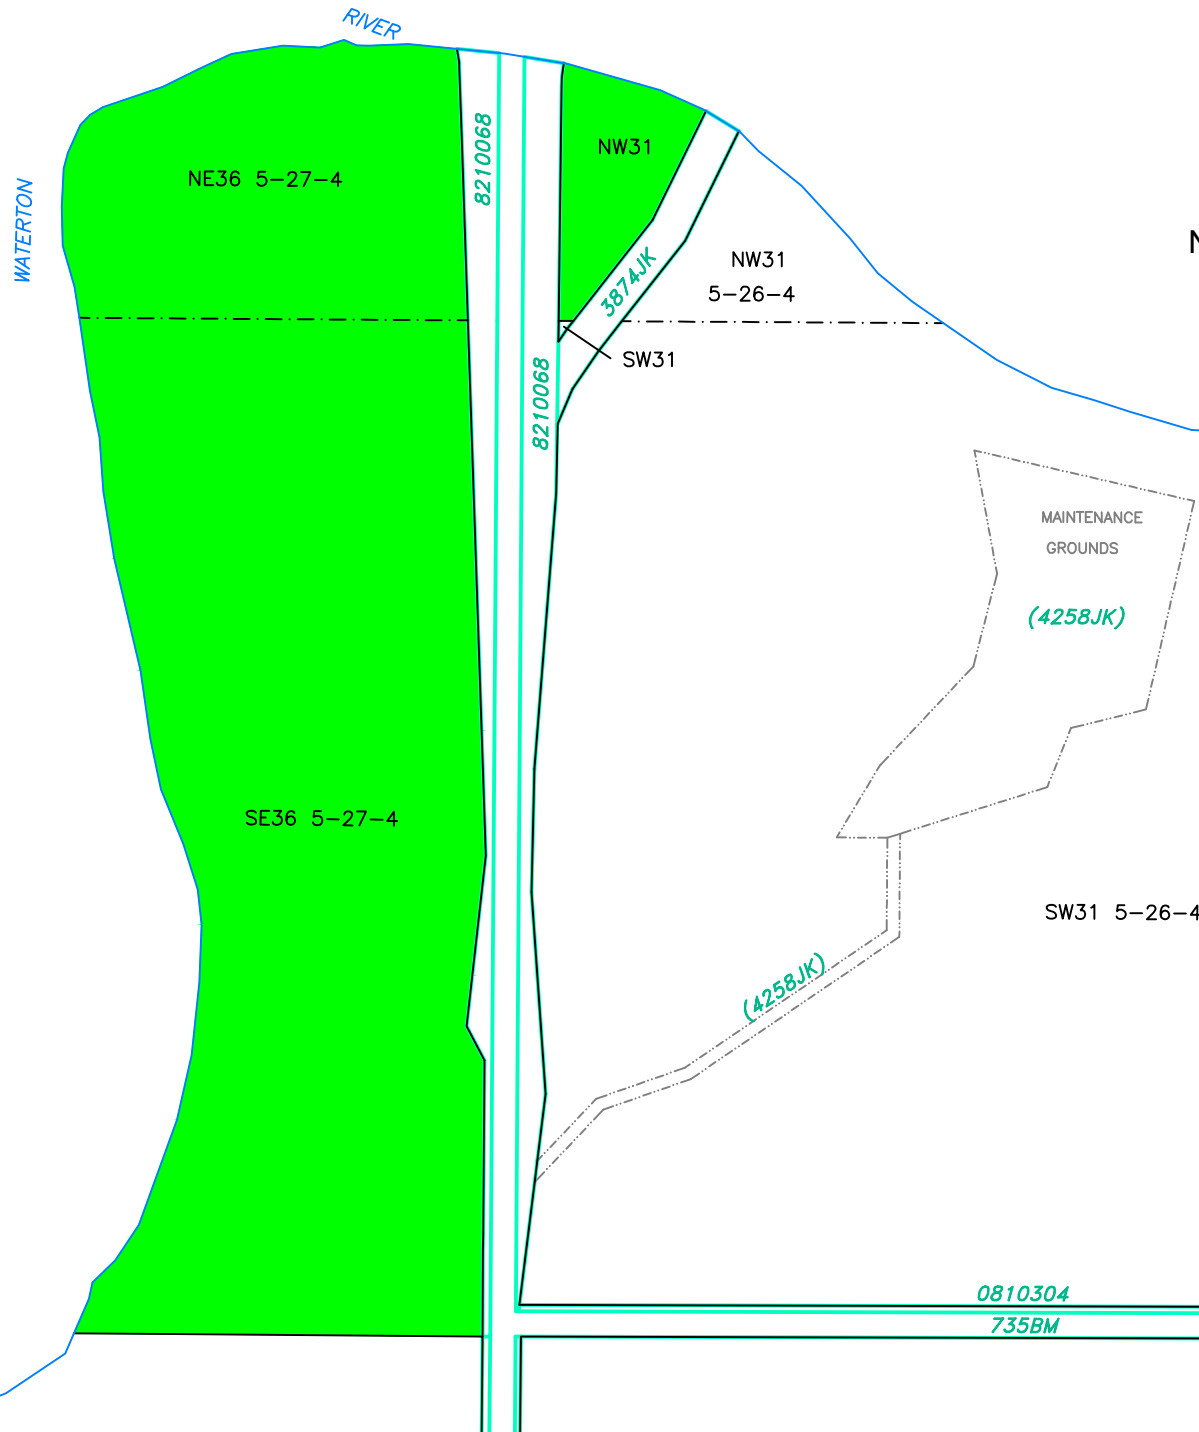 RIVER
8210068
NW31
NE36 5-27-4
WATERTON
N
NW31
5-26-4
3874JK
SW31
8210068
MAINTENANCE
GROUNDS
(4258JK)
SE36 5-27-4
SW31 5-26-4
(4258JK)
0810304
735BM